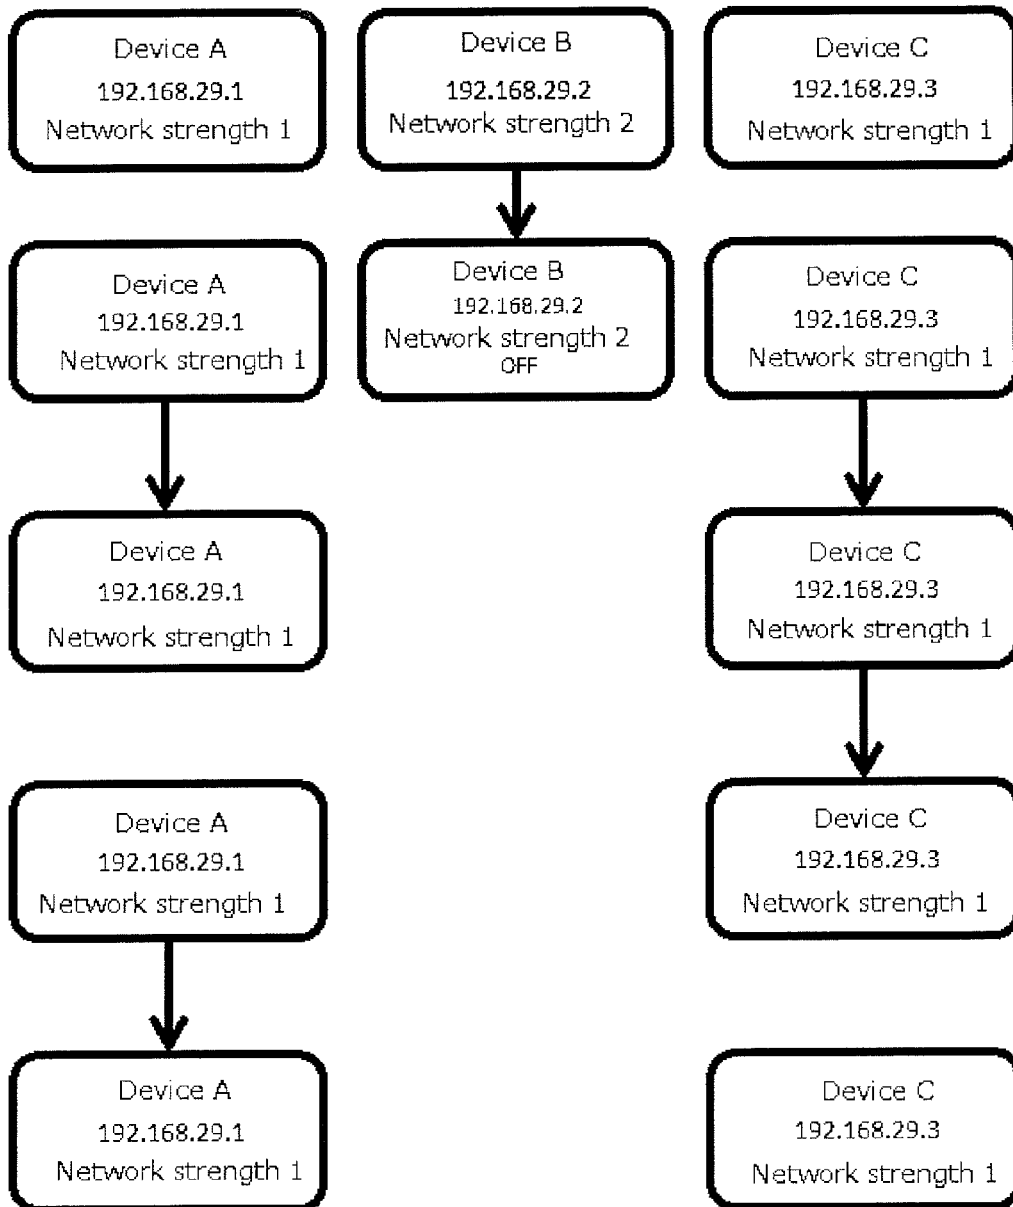 Device A
192.168.29.1
Network strength 1
Device B
192.168.29.2
Network strength 2
Device C
192.168.29.3
Network strength 1
Device A
192.168.29.1
Network strength 1
Device B
192.168.29.2
Network strength 2
OFF
Device C
192.168.29.3
Network strength 1
Device A
192.168.29.1
Network strength 1
Device C
192.168.29.3
Network strength 1
Device A
192.168.29.1
Network strength 1
Device C
192.168.29.3
Network strength 1
Device A
192.168.29.1
Network strength 1
Device C
192.168.29.3
Network strength 1